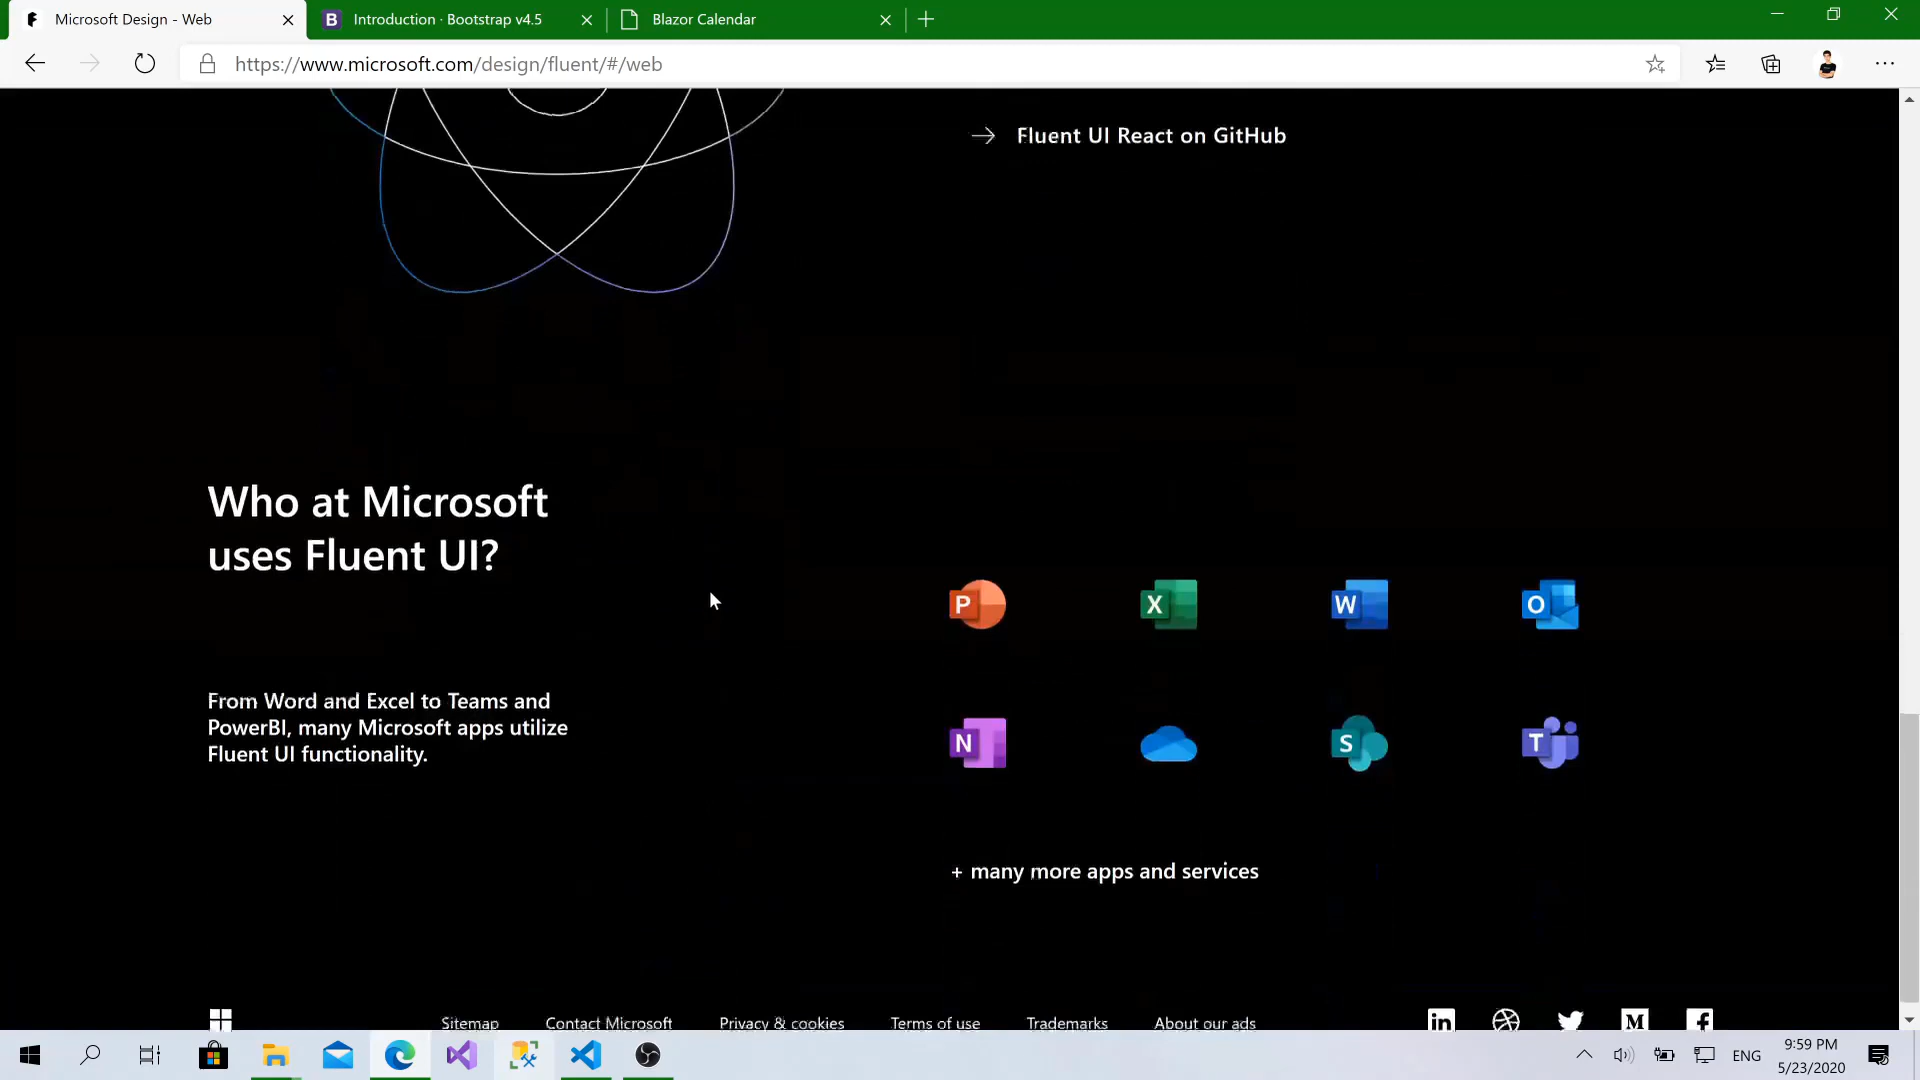 Microsoft Design - Web
B Introduction · Bootstrap v4.5
Blazor Calendar
https://www.microsoft.com/design/fluent/#/web
Fluent UI React on GitHub
Who at Microsoft
uses Fluent UI?
P X W O
From Word and Excel to Teams and
PowerBI, many Microsoft apps utilize
Fluent UI functionality.
N S T
+ many more apps and services
Sitemap Contact Microsoft Privacy & cookies Terms of use Trademarks About our ads
in M f
ENG
9:59 PM
5/23/2020